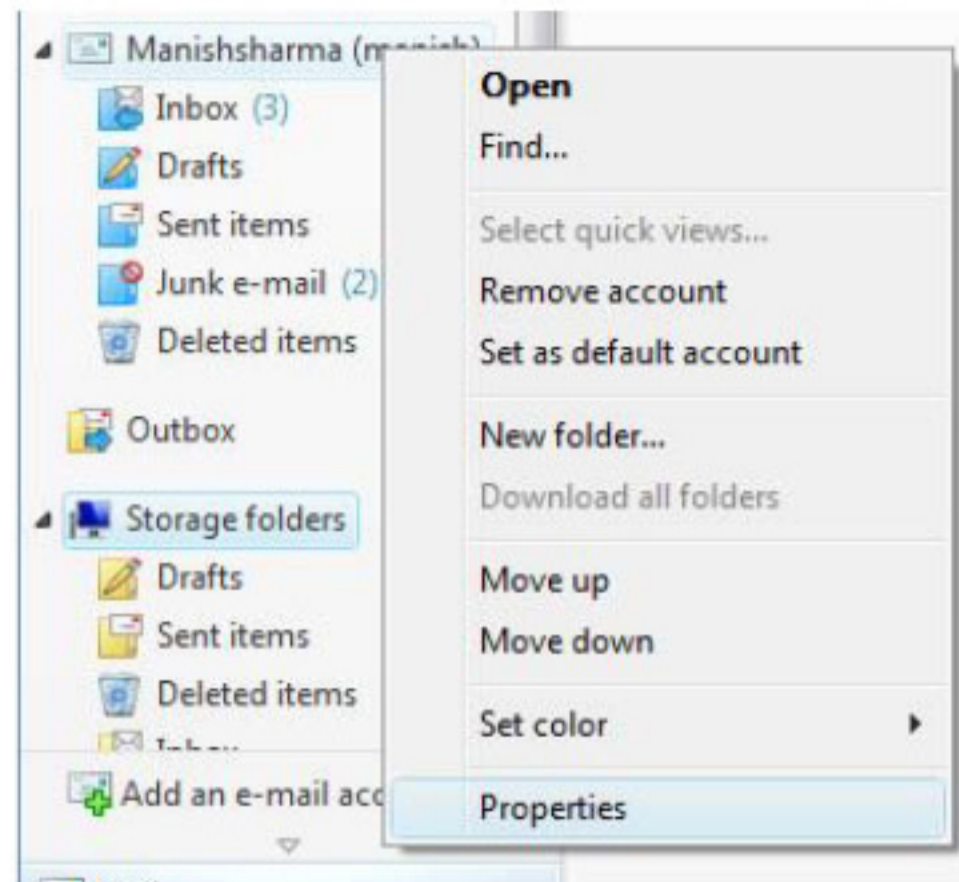 Manishsharma (manish)
Inbox (3)
Drafts
Sent items
Junk e-mail (2)
Deleted items
Outbox
Storage folders
Drafts
Sent items
Deleted items
Inbox
Add an e-mail acc
Open
Find...
Select quick views...
Remove account
Set as default account
New folder...
Download all folders
Move up
Move down
Set color
Properties